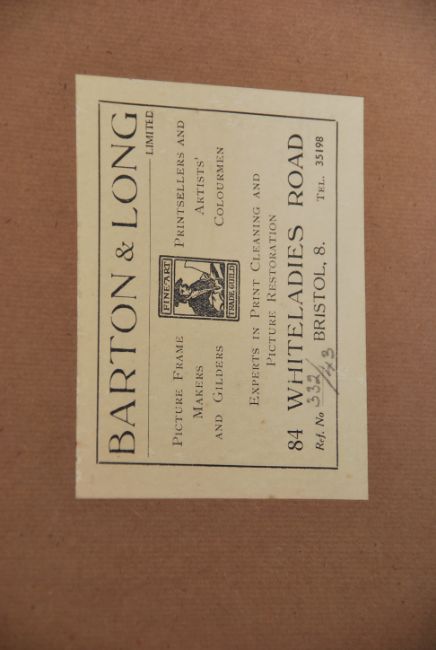 BARTON & LONG
LIMITED
PICTURE FRAME
MAKERS
AND GILDERS
FINE·ART
TRADE GUILD
PRINTSELLERS AND
ARTISTS'
COLOURMEN
EXPERTS IN PRINT CLEANING AND
PICTURE RESTORATION
84 WHITELADIES ROAD
Ref. No 332/43 BRISTOL, 8. TEL. 35198